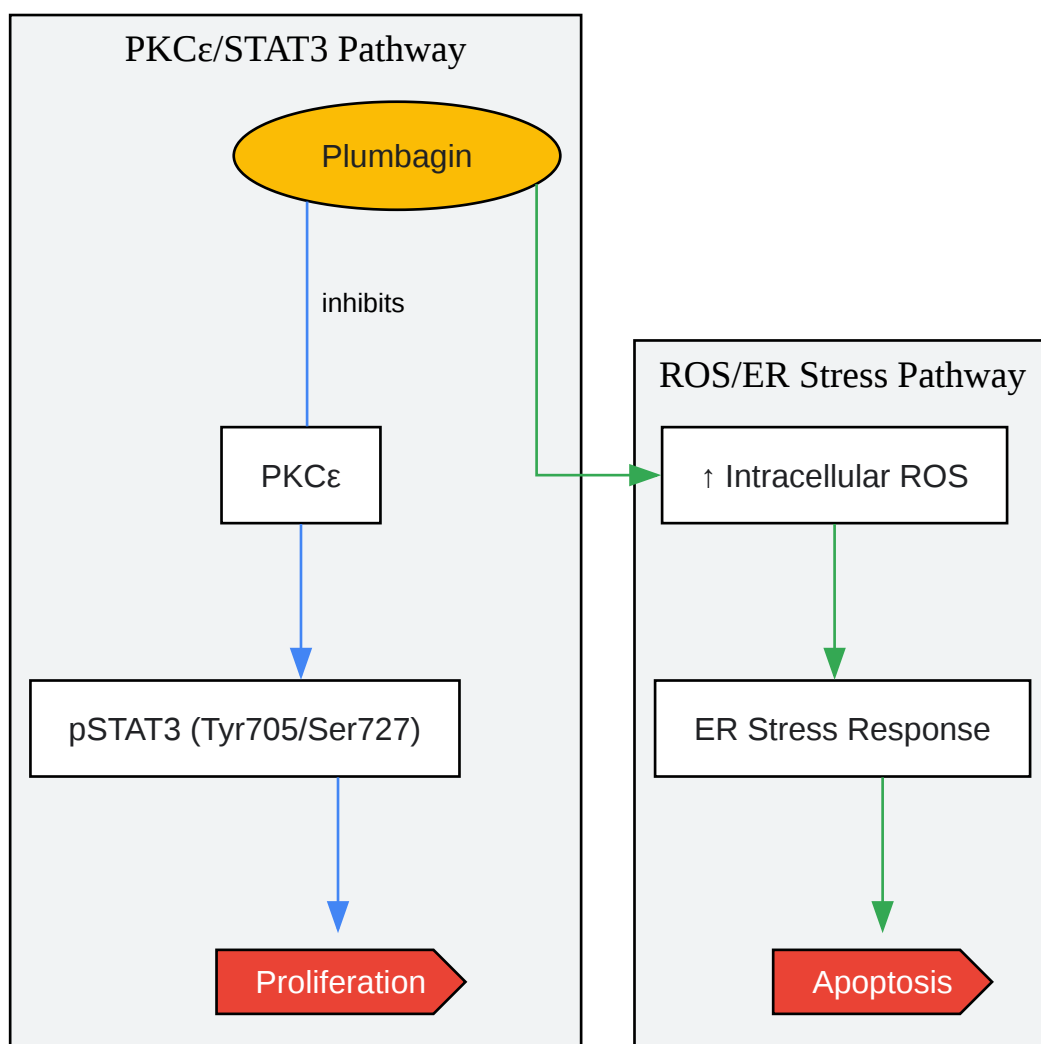 PKCε/STAT3 Pathway
Plumbagin
inhibits
PKCε
pSTAT3 (Tyr705/Ser727)
Proliferation
ROS/ER Stress Pathway
↑ Intracellular ROS
ER Stress Response
Apoptosis